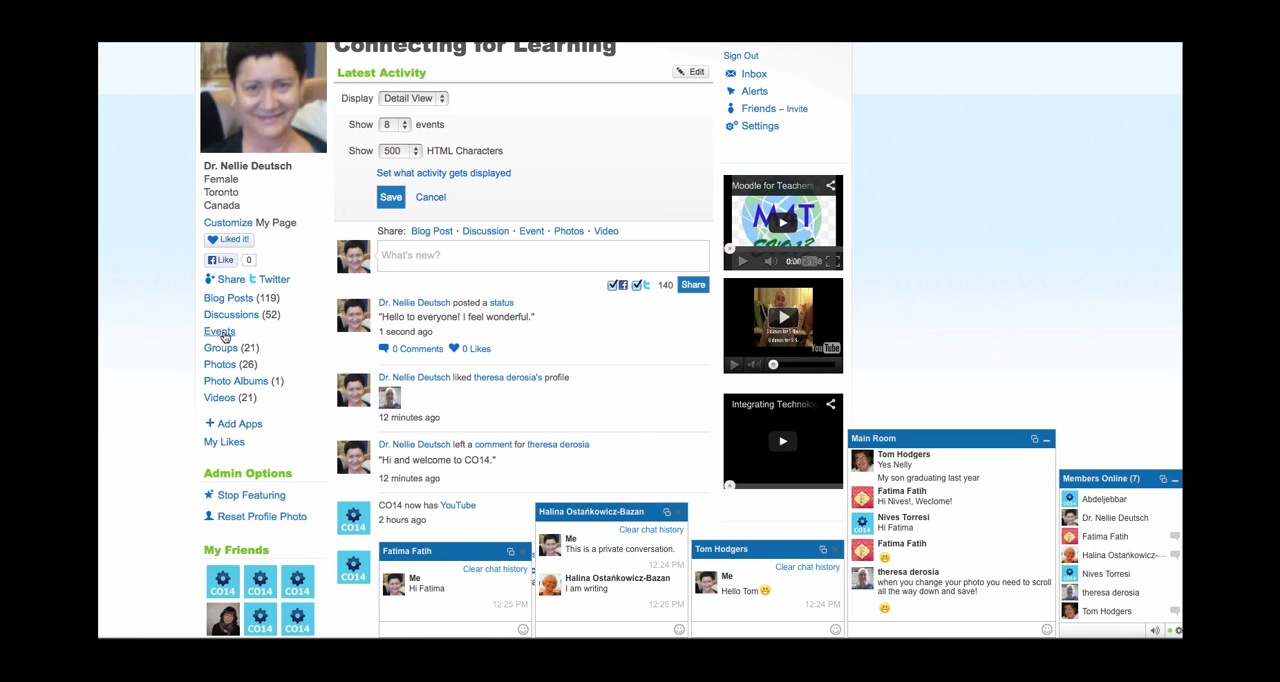 Connecting for Learning
Dr. Nellie Deutsch
Female
Toronto
Canada
Customize My Page
Liked it!
Like 0
Share Twitter
Blog Posts (119)
Discussions (52)
Events
Groups (21)
Photos (26)
Photo Albums (1)
Videos (21)
Add Apps
My Likes
Admin Options
Stop Featuring
Reset Profile Photo
My Friends
CO14 CO14 CO14
CO14 CO14
Latest Activity
Edit
Display Detail View
Show 8 events
Show 500 HTML Characters
Set what activity gets displayed
Save Cancel
Share: Blog Post · Discussion · Event · Photos · Video
What's new?
140 Share
Dr. Nellie Deutsch posted a status
"Hello to everyone! I feel wonderful."
1 second ago
0 Comments 0 Likes
Dr. Nellie Deutsch liked theresa derosia's profile
12 minutes ago
Dr. Nellie Deutsch left a comment for theresa derosia
"Hi and welcome to CO14."
12 minutes ago
CO14
CO14 now has YouTube
2 hours ago
CO14
Sign Out
Inbox
Alerts
Friends – Invite
Settings
Moodle for Teachers
M4T
YouTube
Integrating Technolo
Fatima Fatih
Clear chat history
Me
Hi Fatima
12:25 PM
Halina Ostańkowicz-Bazan
Clear chat history
Me
This is a private conversation.
12:24 PM
Halina Ostańkowicz-Bazan
I am writing
12:25 PM
Tom Hodgers
Clear chat history
Me
Hello Tom
12:24 PM
Main Room
Tom Hodgers
Yes Nelly
My son graduating last year
Fatima Fatih
Hi Nives!, Weclome!
CO14
Nives Torresi
Hi Fatima
Fatima Fatih
theresa derosia
when you change your photo you need to scroll
all the way down and save!
Members Online (7)
Abdeljebbar
Dr. Nellie Deutsch
Fatima Fatih
Halina Ostańkowicz-...
Nives Torresi
theresa derosia
Tom Hodgers